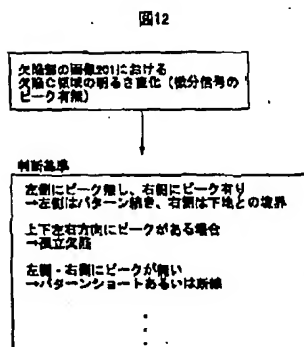 図12
欠陥部の画像201における
欠陥C領域の明るさ変化（微分信号の
ピーク有無）
判断基準
左側にピーク無し、右側にピーク有り
→左側はパターン続き、右側は下地との境界
上下左右方向にピークがある場合
→孤立欠陥
左側・右側にピークが無い
→パターンショートあるいは断線